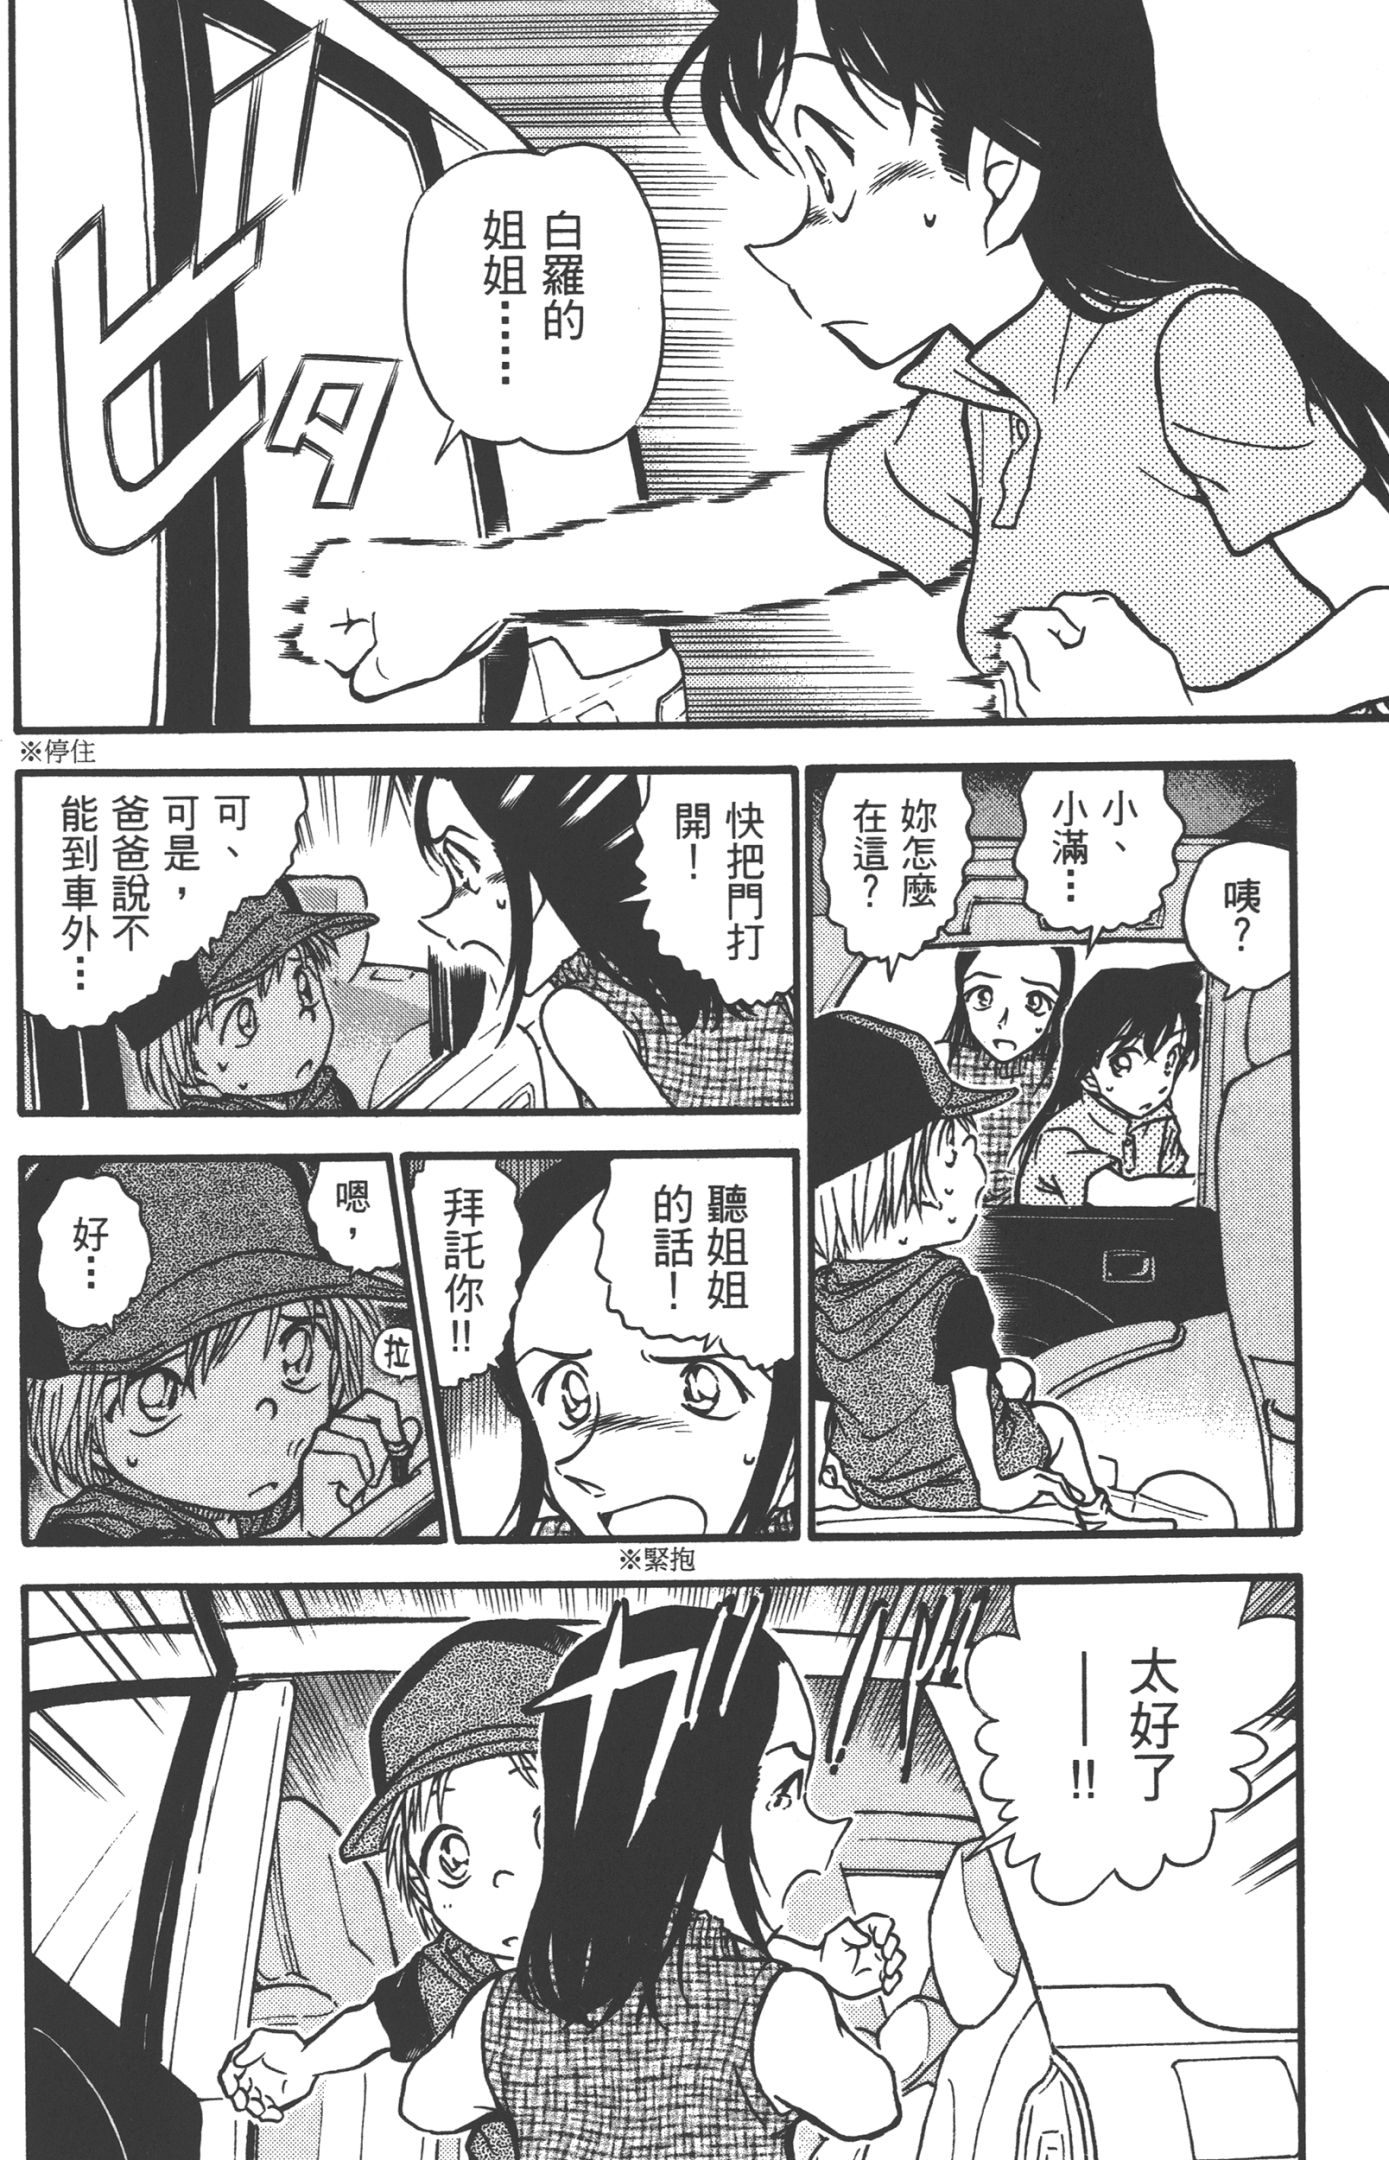 白羅的
姐姐……
ピタ
※停住
咦？
小、
小滿…
妳怎麼
在這？
快把門打
開！
可、
可是，
爸爸說不
能到車外…
聽姐姐
的話！
拜託你!!
嗯，
好…
拉
※緊抱
太好了
——!!